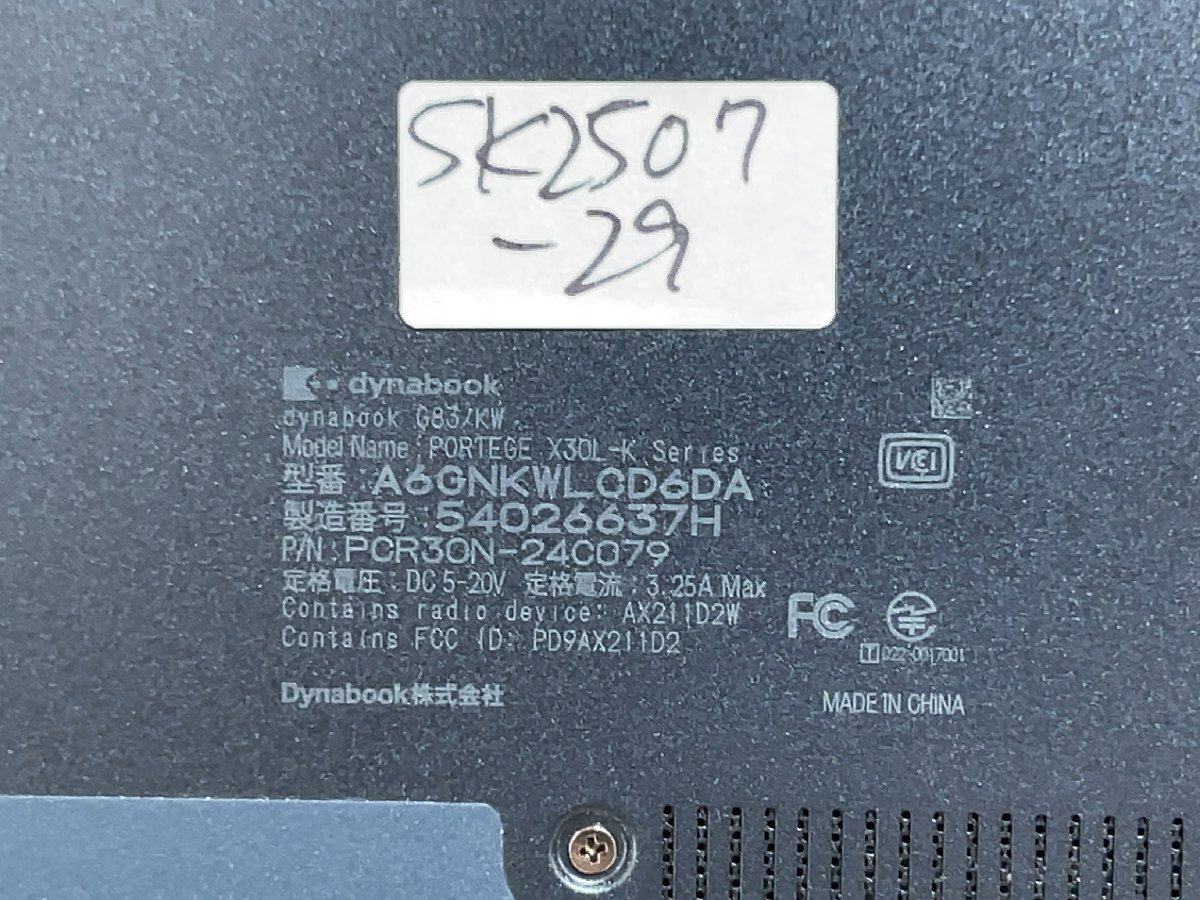 SK2507
-29
dynabook
dynabook G83/KW
Model Name : PORTEGE X30L-K Series
型番 : A6GNKWLCD6DA
製造番号 : 54026637H
P/N : PCR30N-24C079
定格電圧 : DC 5-20V 定格電流 : 3.25A Max
Contains radio device: AX211D2W
Contains FCC ID: PD9AX211D2
Dynabook株式会社
VCCI
FC
T D22-0017001
MADE IN CHINA